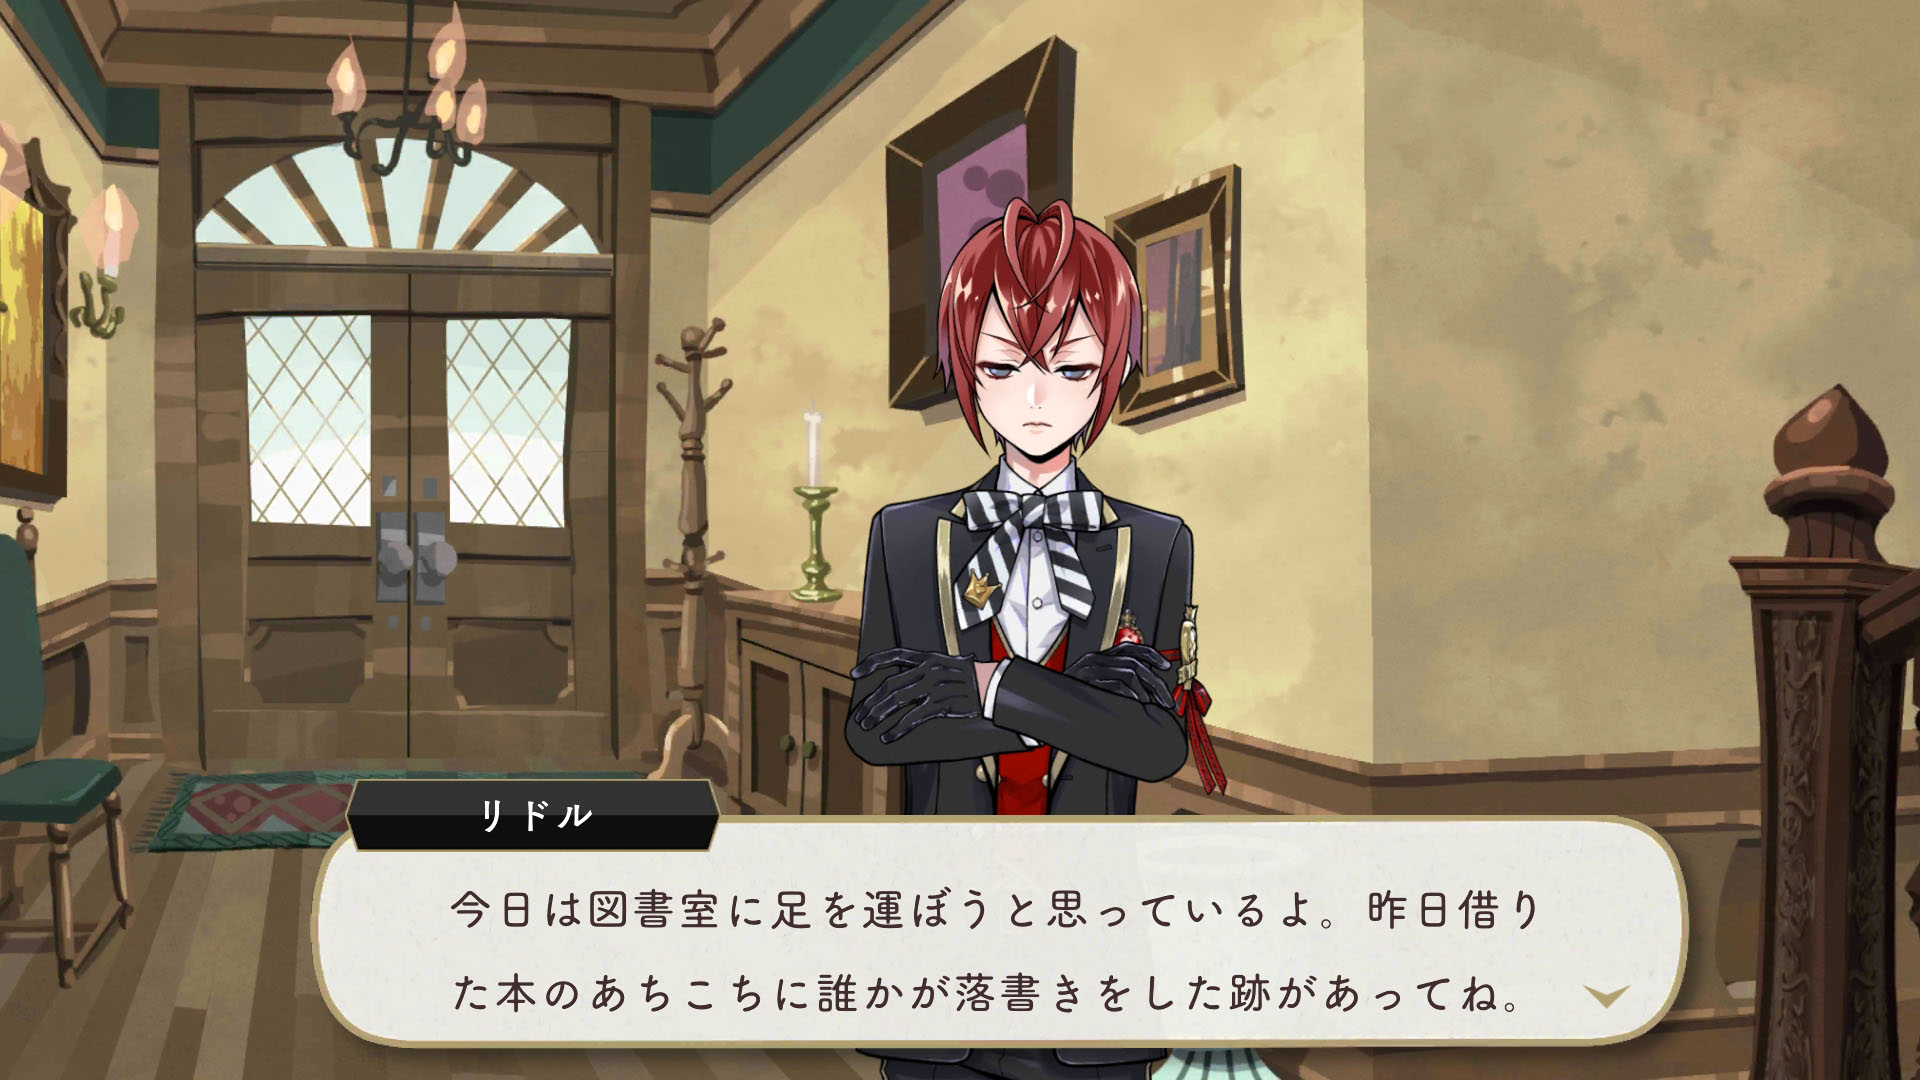 リドル
今日は図書室に足を運ぼうと思っているよ。昨日借り
た本のあちこちに誰かが落書きをした跡があってね。